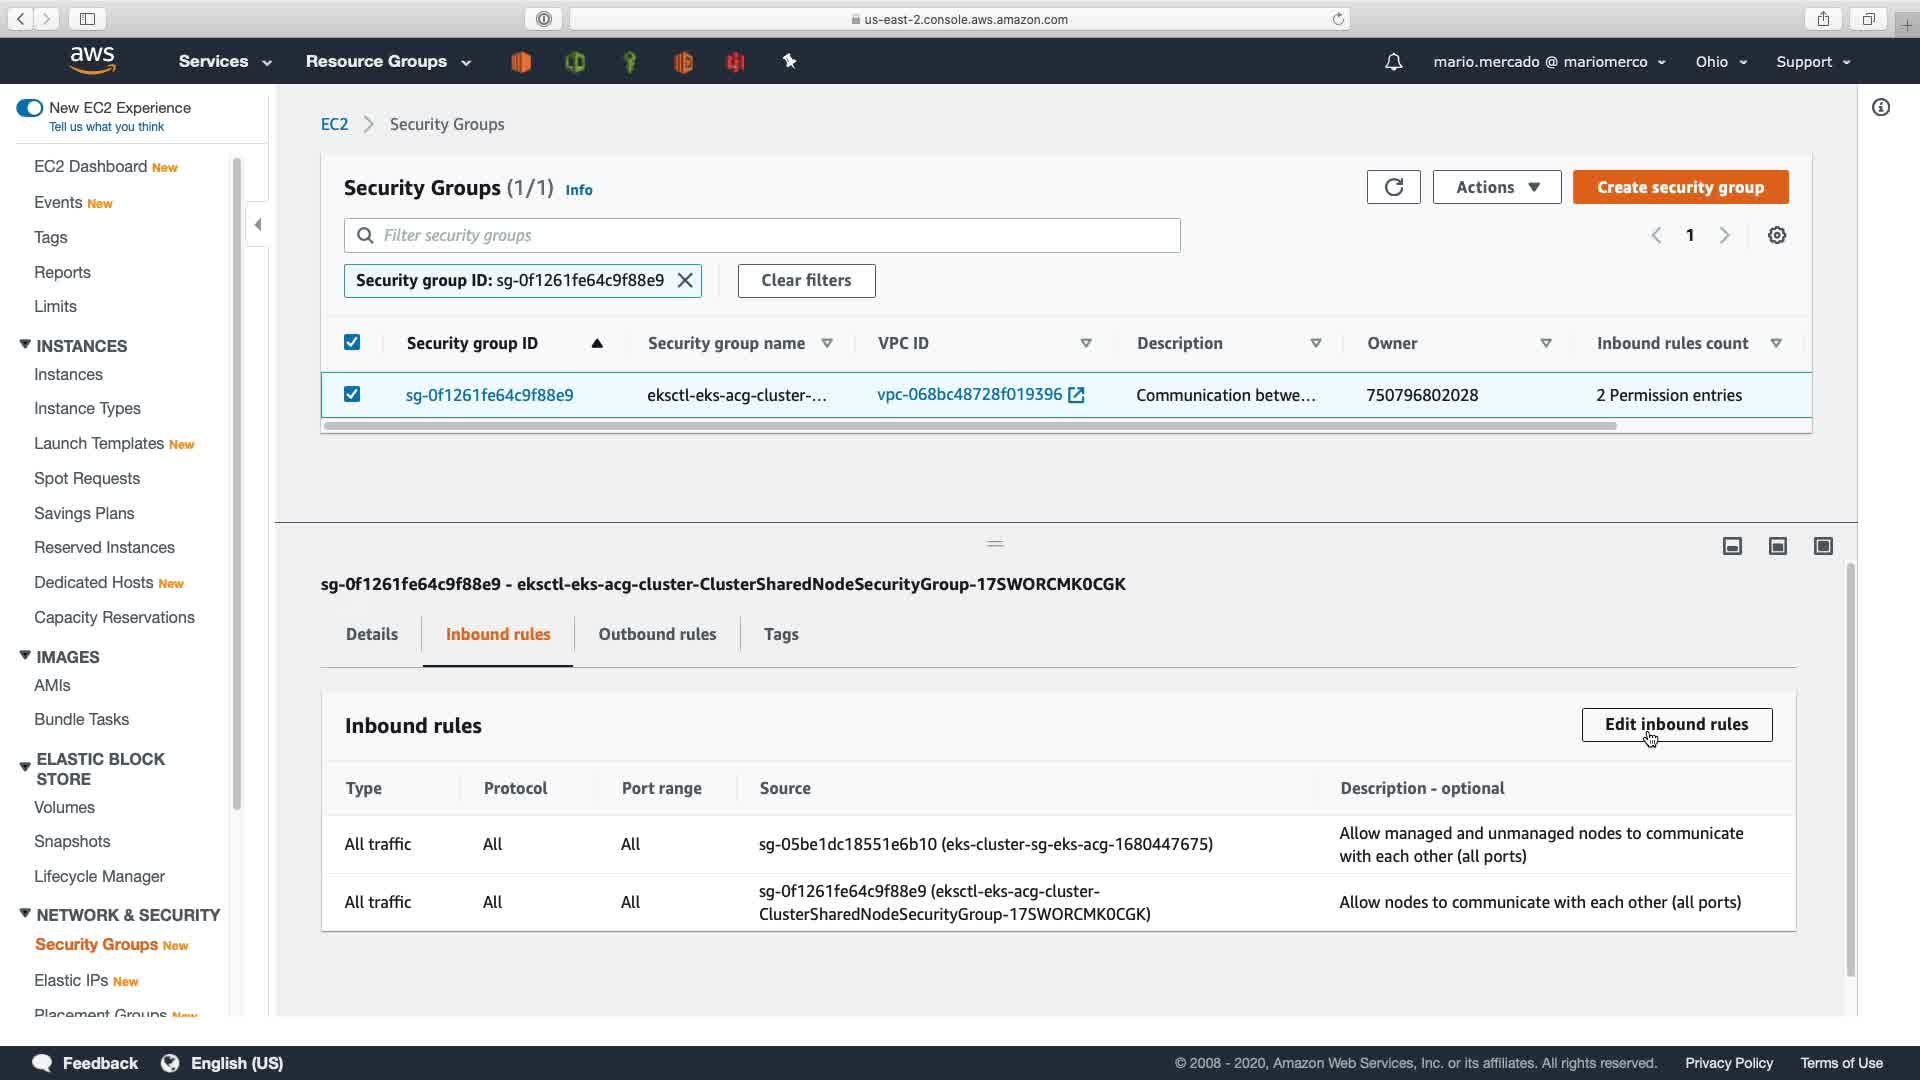 us-east-2.console.aws.amazon.com
aws
Services
Resource Groups
mario.mercado @ mariomerco
Ohio
Support
New EC2 Experience
Tell us what you think
EC2 Dashboard New
Events New
Tags
Reports
Limits
INSTANCES
Instances
Instance Types
Launch Templates New
Spot Requests
Savings Plans
Reserved Instances
Dedicated Hosts New
Capacity Reservations
IMAGES
AMIs
Bundle Tasks
ELASTIC BLOCK
STORE
Volumes
Snapshots
Lifecycle Manager
NETWORK & SECURITY
Security Groups New
Elastic IPs New
Placement Groups New
EC2
Security Groups
Security Groups (1/1) Info
Actions
Create security group
Filter security groups
1
Security group ID: sg-0f1261fe64c9f88e9
Clear filters
Security group ID
Security group name
VPC ID
Description
Owner
Inbound rules count
sg-0f1261fe64c9f88e9
eksctl-eks-acg-cluster-...
vpc-068bc48728f019396
Communication betwe...
750796802028
2 Permission entries
sg-0f1261fe64c9f88e9 - eksctl-eks-acg-cluster-ClusterSharedNodeSecurityGroup-17SWORCMK0CGK
Details
Inbound rules
Outbound rules
Tags
Inbound rules
Edit inbound rules
Type
Protocol
Port range
Source
Description - optional
All traffic
All
All
sg-05be1dc18551e6b10 (eks-cluster-sg-eks-acg-1680447675)
Allow managed and unmanaged nodes to communicate
with each other (all ports)
All traffic
All
All
sg-0f1261fe64c9f88e9 (eksctl-eks-acg-cluster-
ClusterSharedNodeSecurityGroup-17SWORCMK0CGK)
Allow nodes to communicate with each other (all ports)
Feedback
English (US)
© 2008 - 2020, Amazon Web Services, Inc. or its affiliates. All rights reserved.
Privacy Policy
Terms of Use